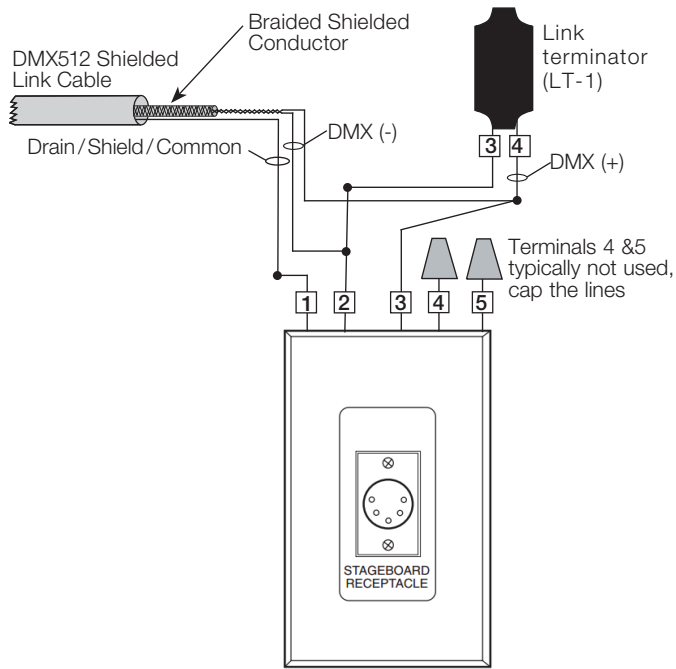 Braided Shielded
Conductor
DMX512 Shielded
Link Cable
Link
terminator
(LT-1)
Drain/Shield/Common
DMX (-)
3 4
DMX (+)
Terminals 4 &5
typically not used,
cap the lines
1 2 3 4 5
STAGEBOARD
RECEPTACLE